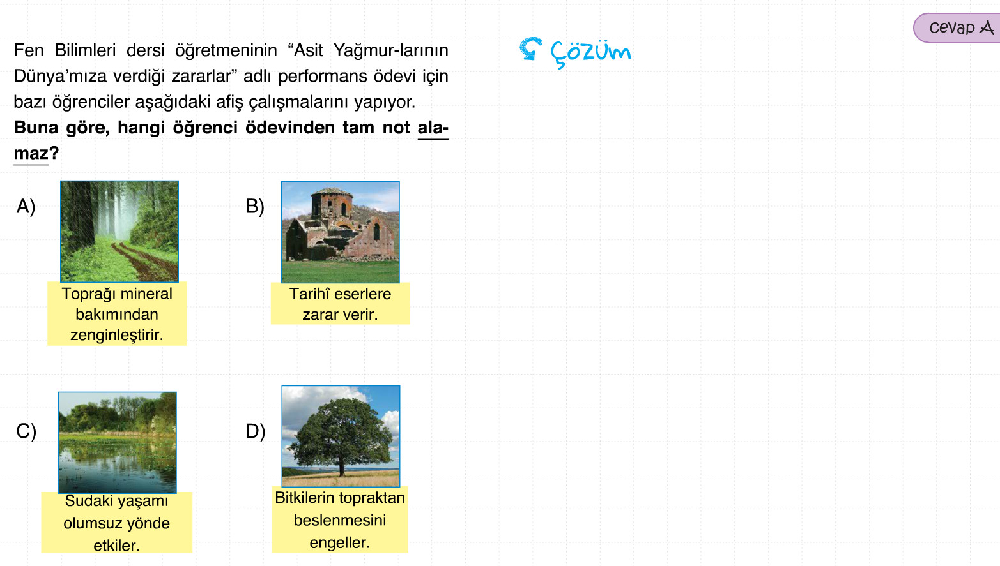 Cevap A
Fen Bilimleri dersi öğretmeninin “Asit Yağmur-larının
Dünya’mıza verdiği zararlar” adlı performans ödevi için
bazı öğrenciler aşağıdaki afiş çalışmalarını yapıyor.
Buna göre, hangi öğrenci ödevinden tam not ala-
maz?
Çözüm
A)
Toprağı mineral
bakımından
zenginleştirir.
B)
Tarihî eserlere
zarar verir.
C)
Sudaki yaşamı
olumsuz yönde
etkiler.
D)
Bitkilerin topraktan
beslenmesini
engeller.